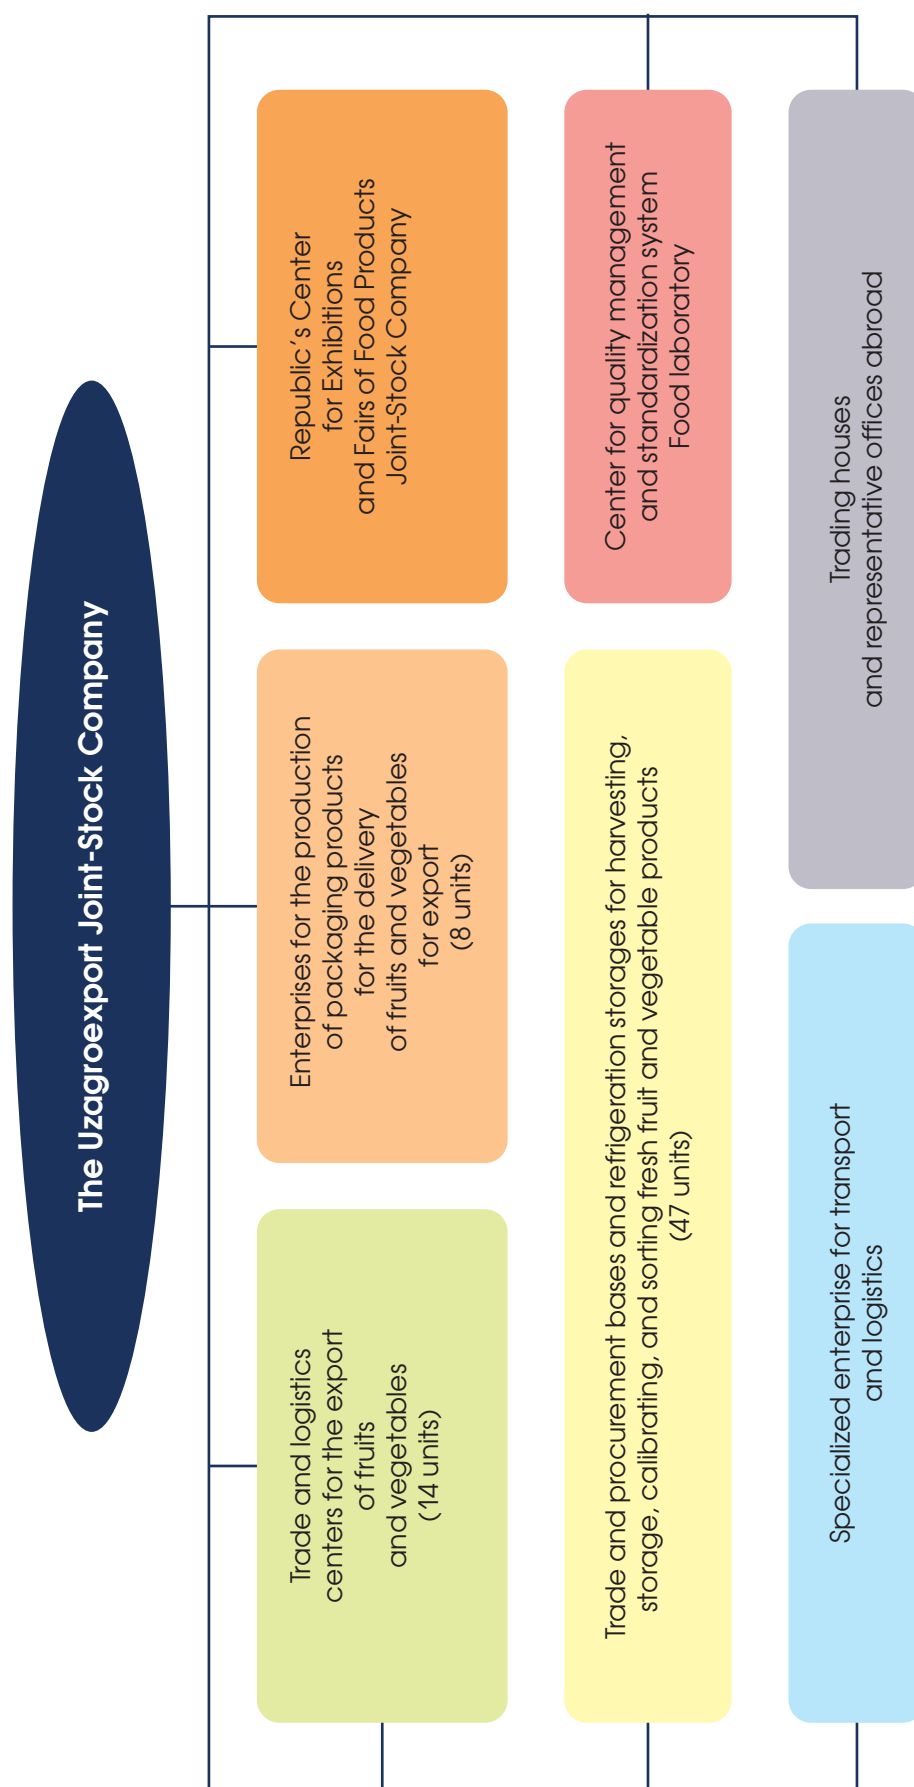 The Uzagroexport Joint-Stock Company
Trade and logistics
centers for the export
of fruits
and vegetables
(14 units)
Enterprises for the production
of packaging products
for the delivery
of fruits and vegetables
for export
(8 units)
Republic´s Center
for Exhibitions
and Fairs of Food Products
Joint-Stock Company
Trade and procurement bases and refrigeration storages for harvesting,
storage, calibrating, and sorting fresh fruit and vegetable products
(47 units)
Center for quality management
and standardization system
Food laboratory
Specialized enterprise for transport
and logistics
Trading houses
and representative offices abroad